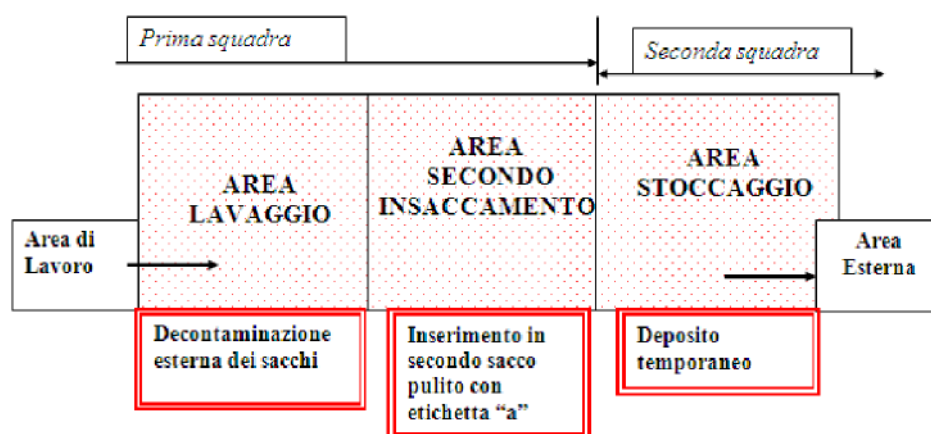 Prima squadra
Seconda squadra
AREA
LAVAGGIO
AREA
SECONDO
INSACCAMENTO
AREA
STOCCAGGIO
Area di
Lavoro
Area
Esterna
Decontaminazione
esterna dei sacchi
Inserimento in
secondo sacco
pulito con
etichetta “a”
Deposito
temporaneo